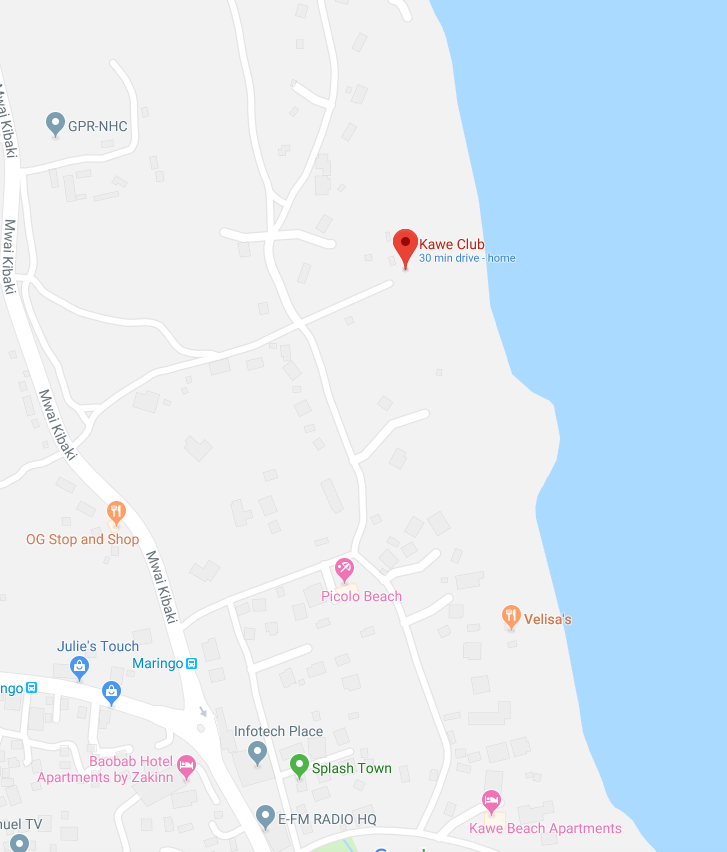 Mwai Kibaki
GPR-NHC
Mwai Kibaki
Kawe Club
30 min drive - home
Mwai Kibaki
OG Stop and Shop
Mwai Kibaki
Picolo Beach
Velisa's
Julie's Touch
Maringo
ngo
Infotech Place
Baobab Hotel
Apartments by Zakinn
Splash Town
E-FM RADIO HQ
nuel TV
Kawe Beach Apartments